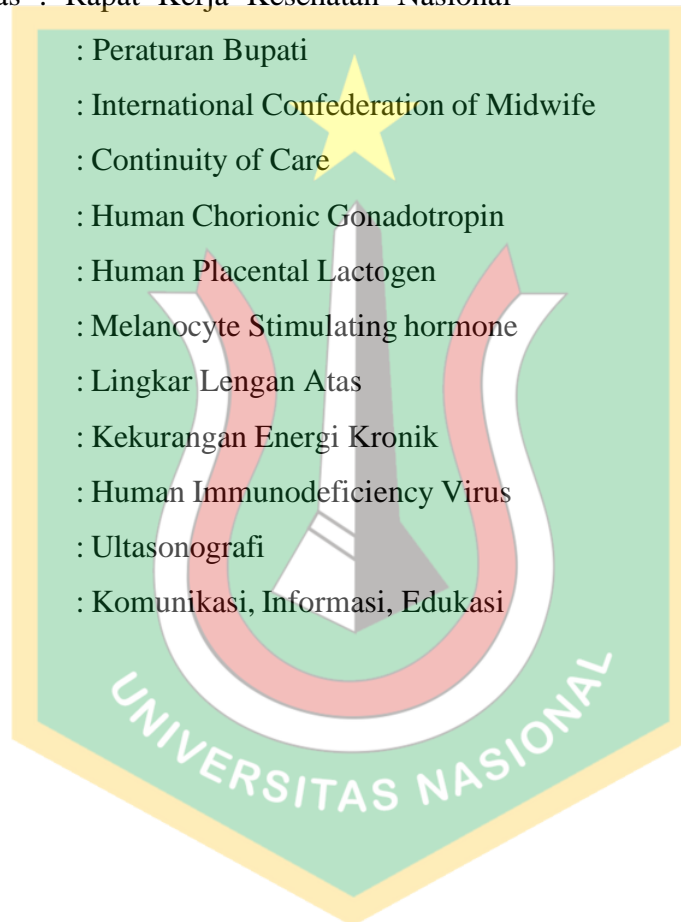 as : Rapat Kerja Kesehatan Nasional
: Peraturan Bupati
: International Confederation of Midwife
: Continuity of Care
: Human Chorionic Gonadotropin
: Human Placental Lactogen
: Melanocyte Stimulating hormone
: Lingkar Lengan Atas
: Kekurangan Energi Kronik
: Human Immunodeficiency Virus
: Ultasonografi
: Komunikasi, Informasi, Edukasi
UNIVERSITAS NASIONAL